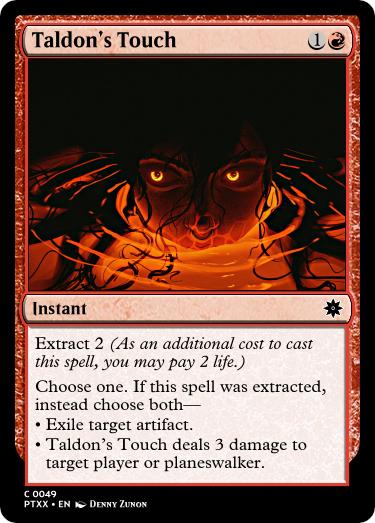 Taldon's Touch 1
Instant
Extract 2 (As an additional cost to cast
this spell, you may pay 2 life.)
Choose one. If this spell was extracted,
instead choose both—
• Exile target artifact.
• Taldon's Touch deals 3 damage to
target player or planeswalker.
C 0049
PTXX • EN DENNY ZUNON